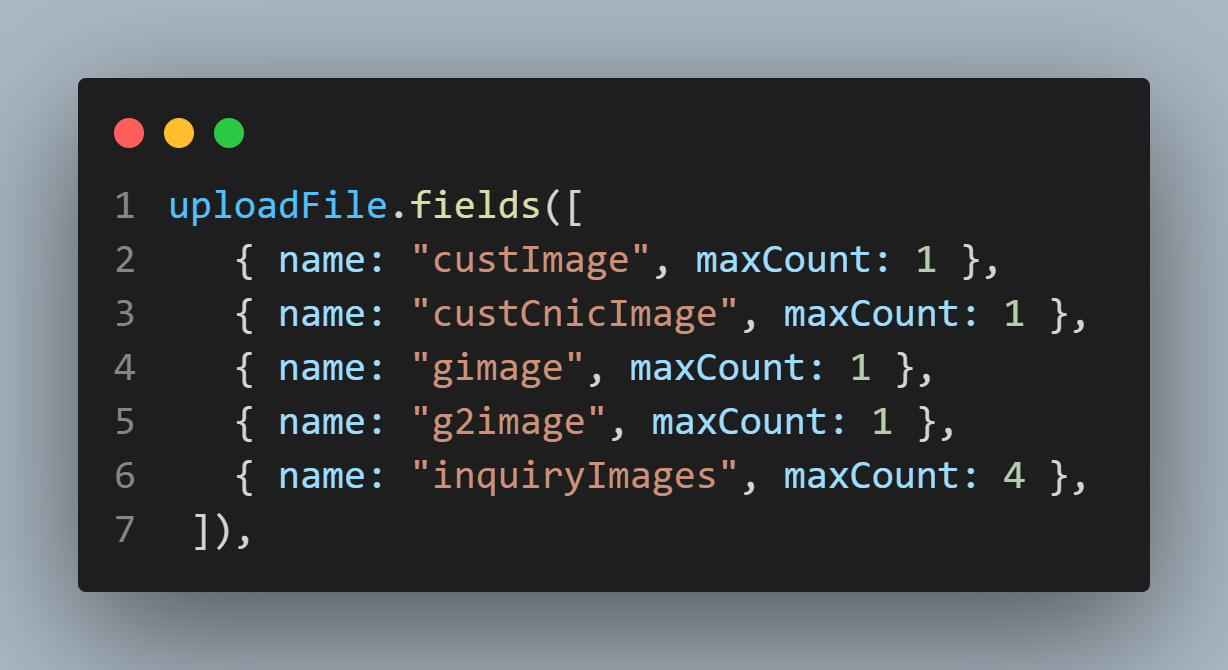 1 uploadFile.fields([
2    { name: "custImage", maxCount: 1 },
3    { name: "custCnicImage", maxCount: 1 },
4    { name: "gimage", maxCount: 1 },
5    { name: "g2image", maxCount: 1 },
6    { name: "inquiryImages", maxCount: 4 },
7  ]),